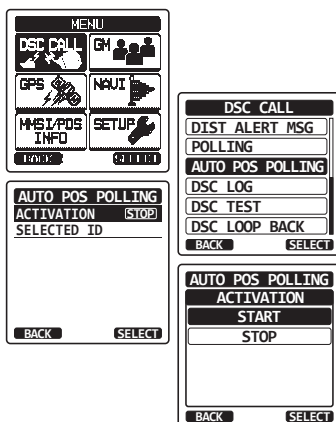 MENU
DSC CALL GM
GPS NAVI
MMSI/POS SETUP
INFO
BACK SELECT
DSC CALL
DIST ALERT MSG
POLLING
AUTO POS POLLING
DSC LOG
DSC TEST
DSC LOOP BACK
BACK SELECT
AUTO POS POLLING
ACTIVATION STOP
SELECTED ID
BACK SELECT
AUTO POS POLLING
ACTIVATION
START
STOP
BACK SELECT